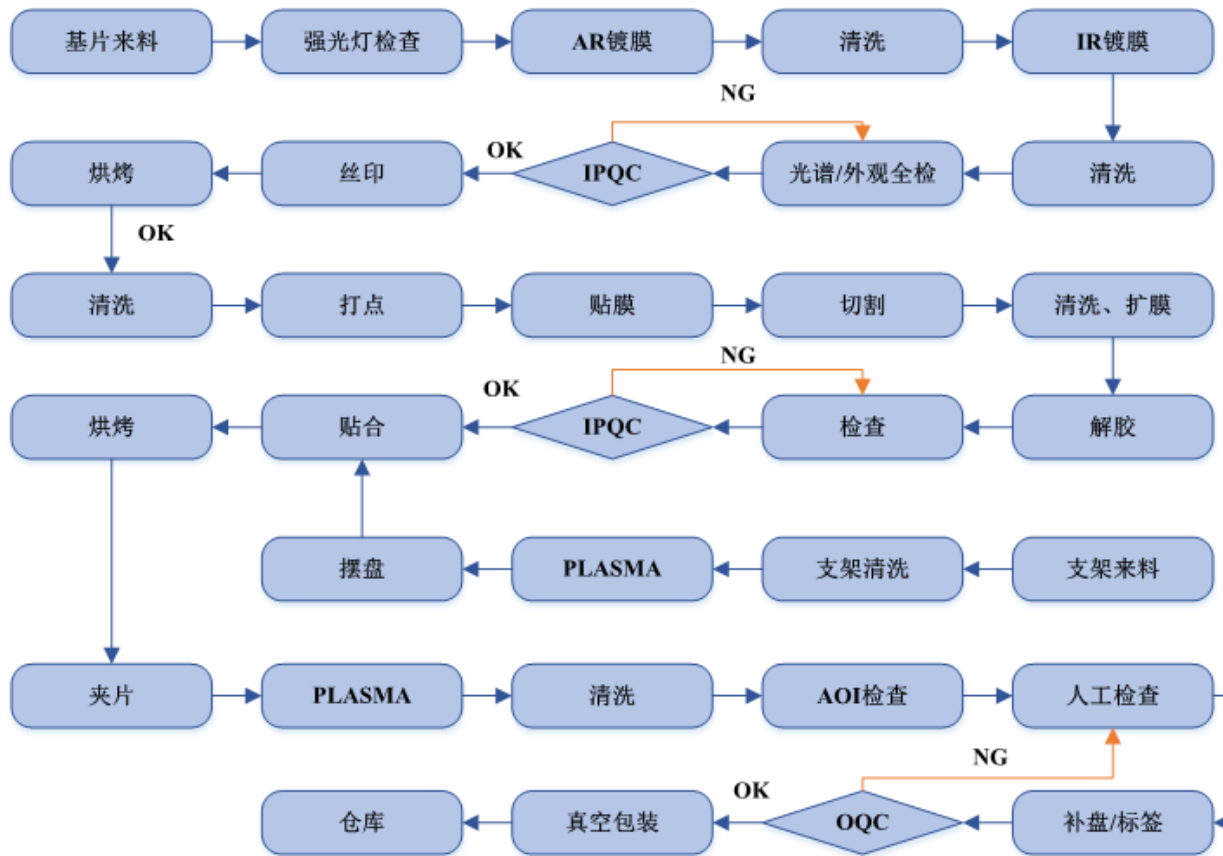 基片来料
强光灯检查
AR镀膜
清洗
IR镀膜
NG
OK
烘烤
丝印
IPQC
光谱/外观全检
清洗
OK
清洗
打点
贴膜
切割
清洗、扩膜
NG
OK
烘烤
贴合
IPQC
检查
解胶
摆盘
PLASMA
支架清洗
支架来料
夹片
PLASMA
清洗
AOI检查
人工检查
NG
OK
仓库
真空包装
OQC
补盘/标签